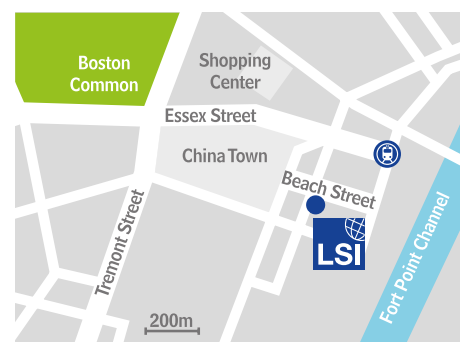 Boston
Common
Shopping
Center
Essex Street
China Town
Beach Street
LSI
Tremont Street
Fort Point Channel
200m